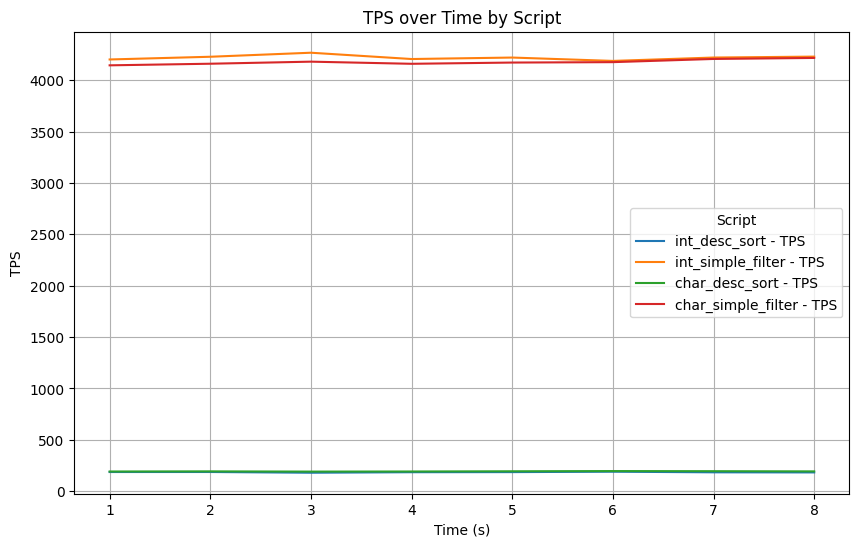 TPS over Time by Script
TPS
4000
3500
3000
2500
2000
1500
1000
500
0
Script
int_desc_sort - TPS
int_simple_filter - TPS
char_desc_sort - TPS
char_simple_filter - TPS
1 2 3 4 5 6 7 8
Time (s)